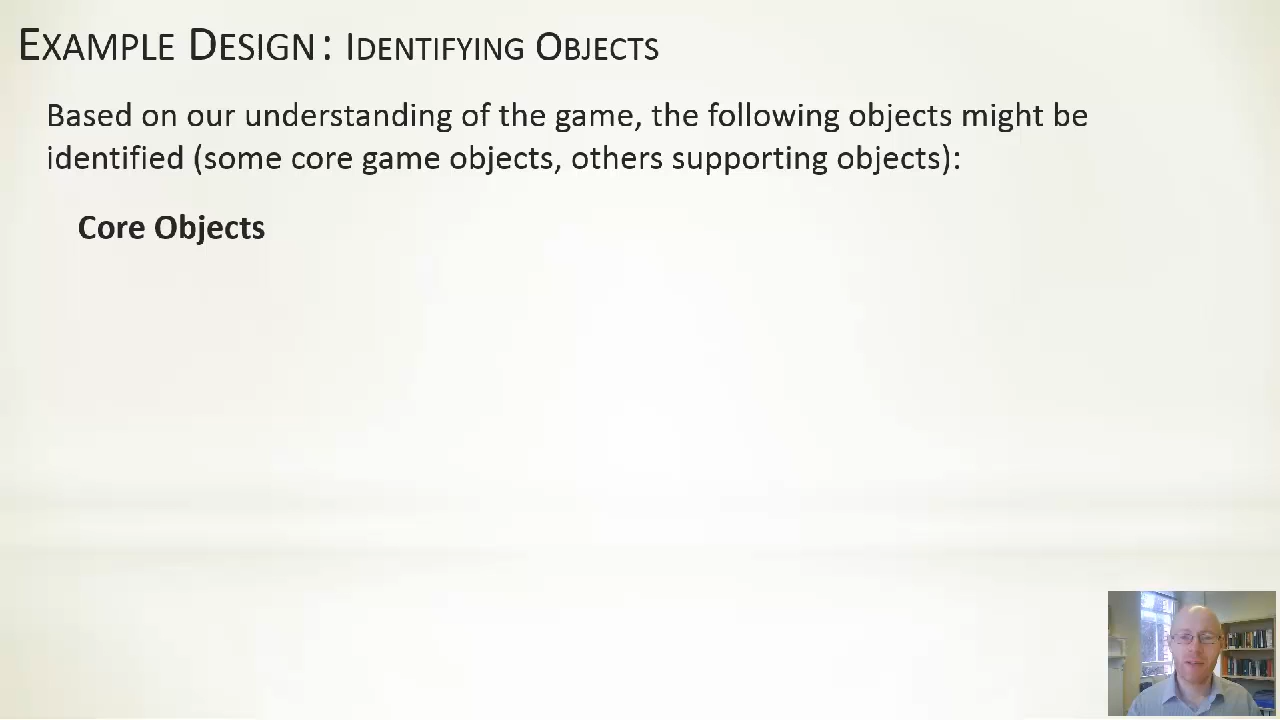 EXAMPLE DESIGN: IDENTIFYING OBJECTS
Based on our understanding of the game, the following objects might be
identified (some core game objects, others supporting objects):
Core Objects